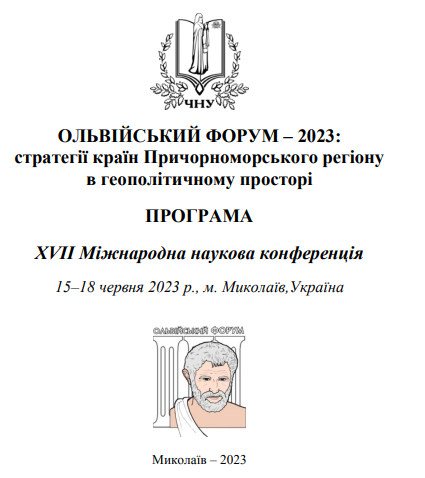 ЧНУ
ОЛЬВІЙСЬКИЙ ФОРУМ – 2023:
стратегії країн Причорноморського регіону
в геополітичному просторі
ПРОГРАМА
XVII Міжнародна наукова конференція
15–18 червня 2023 р., м. Миколаїв,Україна
ОЛЬВІЙСЬКИЙ ФОРУМ
Миколаїв – 2023